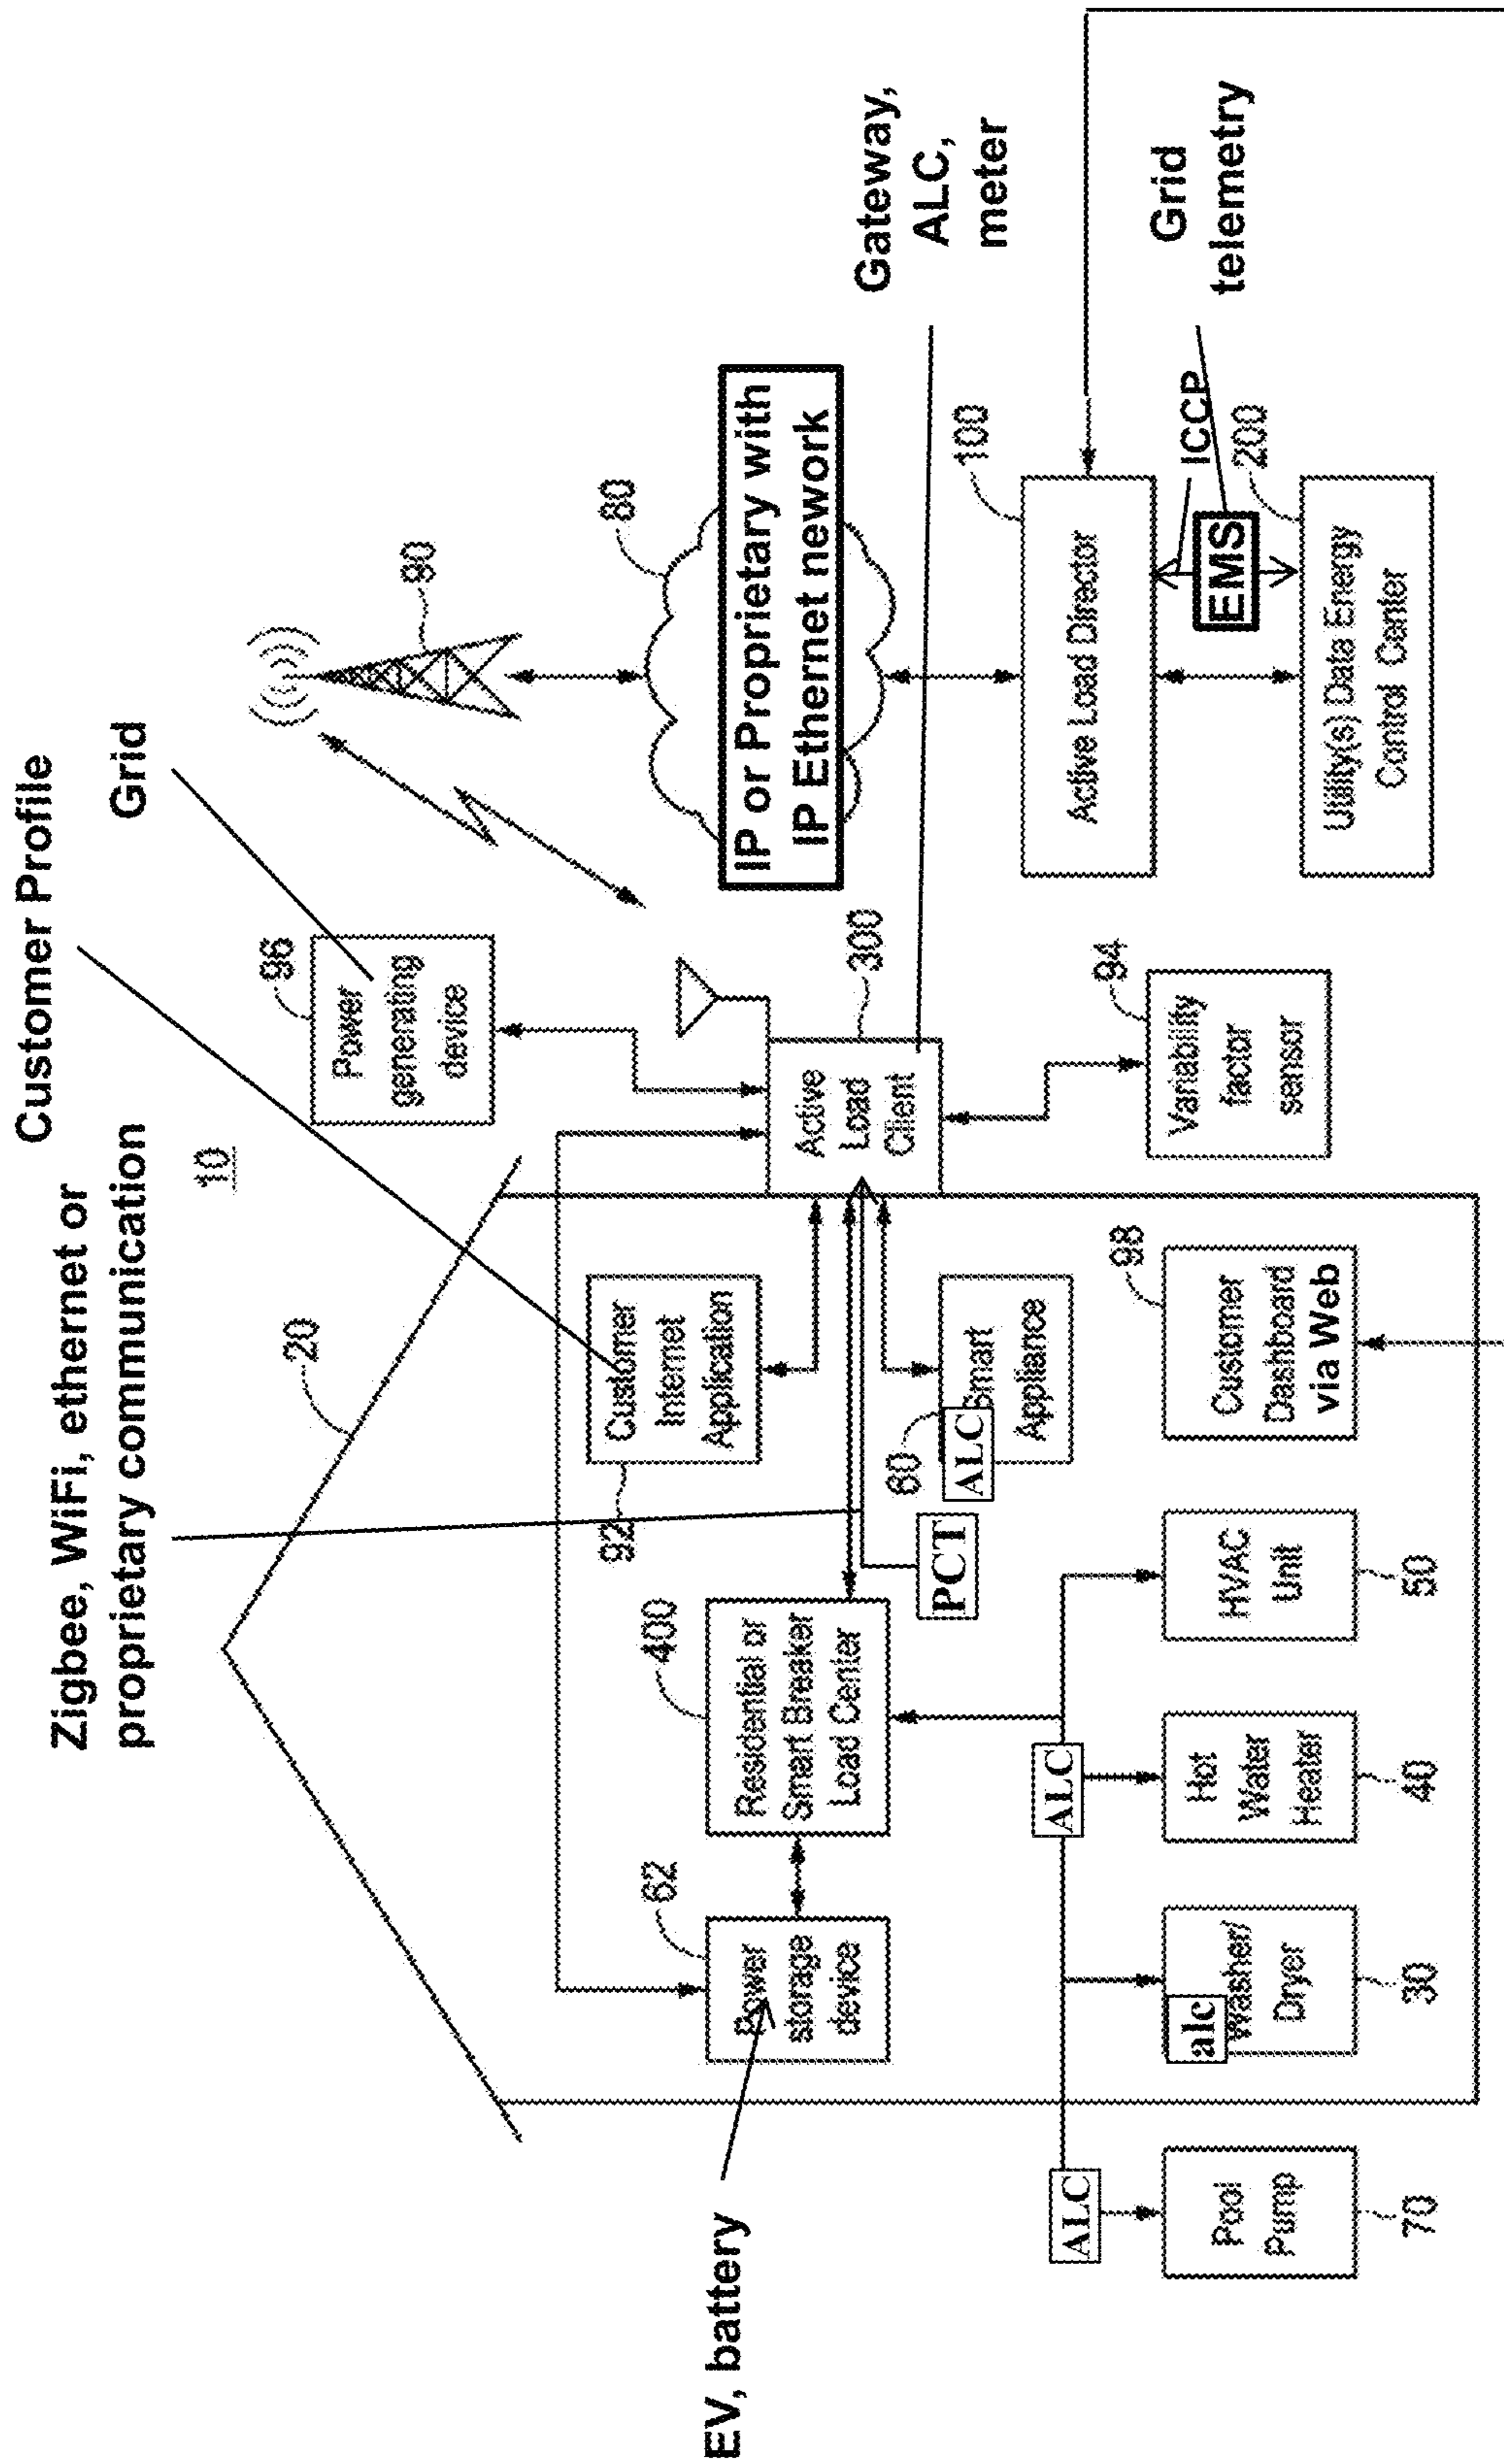 Customer Profile
Grid
Zigbee, WiFi, ethernet or
proprietary communication
10
20
90
80
96
Power
generating
device
IP or Proprietary with
IP Ethernet nework
Gateway,
ALC,
meter
EV, battery
62
Power
storage
device
400
Residential or
Smart Breaker
Load Center
92
Customer
Internet
Application
300
Active
Load
Client
PCT
60
ALC
Smart
Appliance
100
Active Load Director
ICCP
EMS
Grid
telemetry
200
Utility(s) Data Energy
Control Center
94
Variability
factor
sensor
98
Customer
Dashboard
via Web
ALC
ALC
Pool
Pump
70
alc
Washer/
Dryer
30
Hot
Water
Heater
40
HVAC
Unit
50